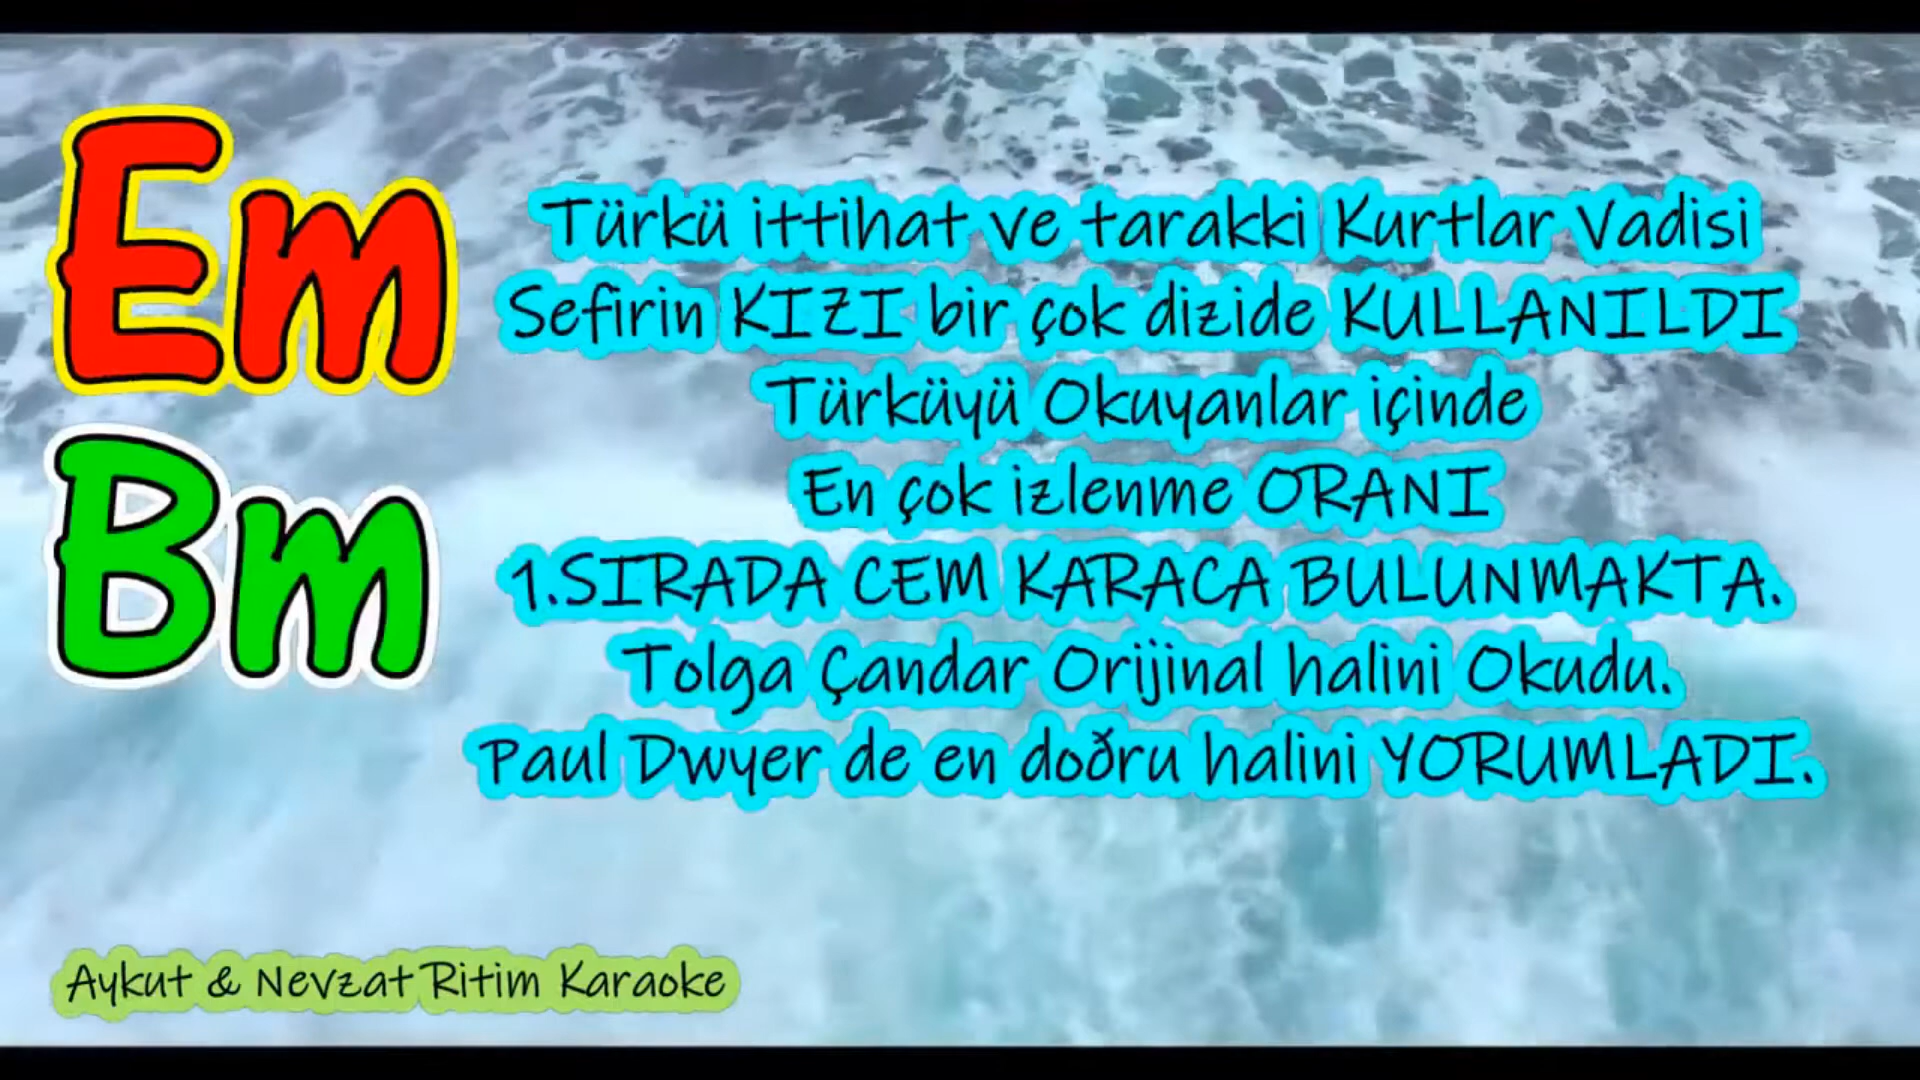 Em
Bm
Türkü ittihat ve tarakki Kurtlar Vadisi
Sefirin KIZI bir çok dizide KULLANILDI
Türküyü Okuyanlar içinde
En çok izlenme ORANI
1.SIRADA CEM KARACA BULUNMAKTA.
Tolga Çandar Orijinal halini Okudu.
Paul Dwyer de en doðru halini YORUMLADI.
Aykut & Nevzat Ritim Karaoke